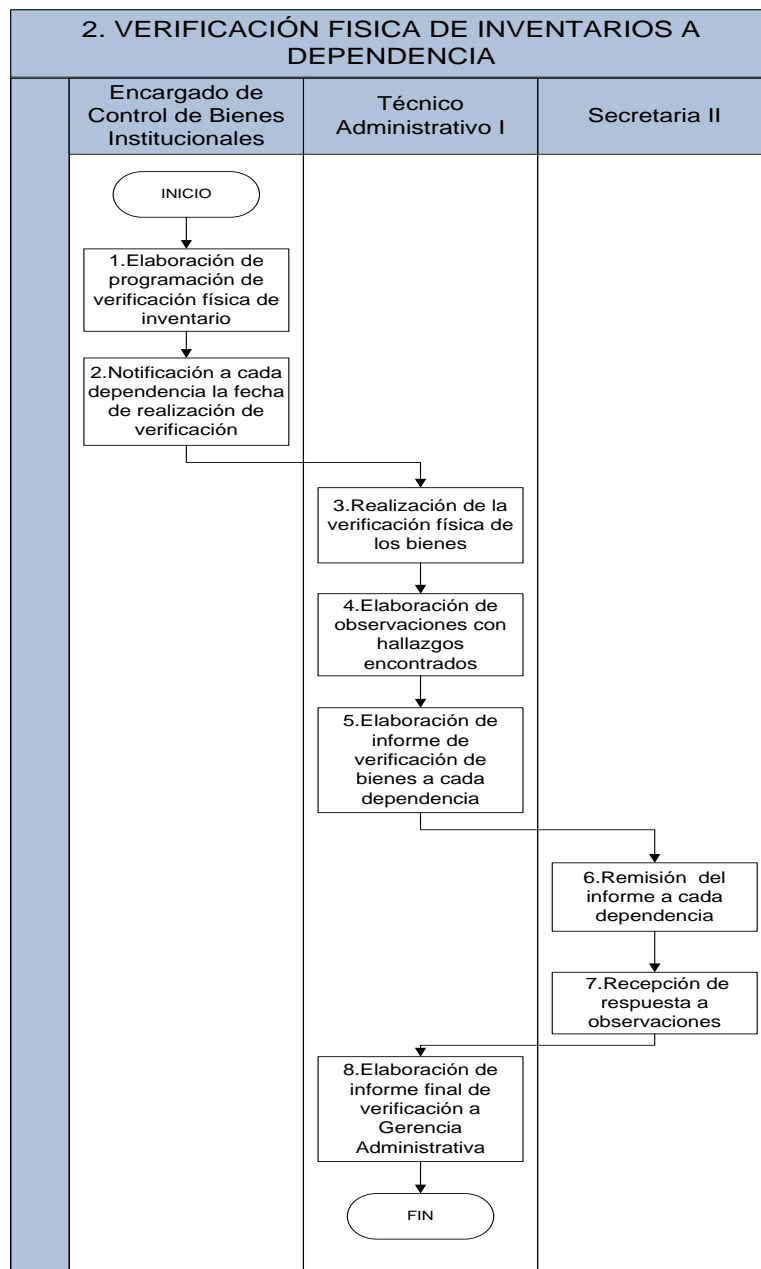 2. VERIFICACIÓN FISICA DE INVENTARIOS A
DEPENDENCIA
Encargado de
Control de Bienes
Institucionales
Técnico
Administrativo I
Secretaria II
INICIO
1.Elaboración de
programación de
verificación física de
inventario
2.Notificación a cada
dependencia la fecha
de realización de
verificación
3.Realización de la
verificación física de
los bienes
4.Elaboración de
observaciones con
hallazgos
encontrados
5.Elaboración de
informe de
verificación de
bienes a cada
dependencia
6.Remisión del
informe a cada
dependencia
7.Recepción de
respuesta a
observaciones
8.Elaboración de
informe final de
verificación a
Gerencia
Administrativa
FIN